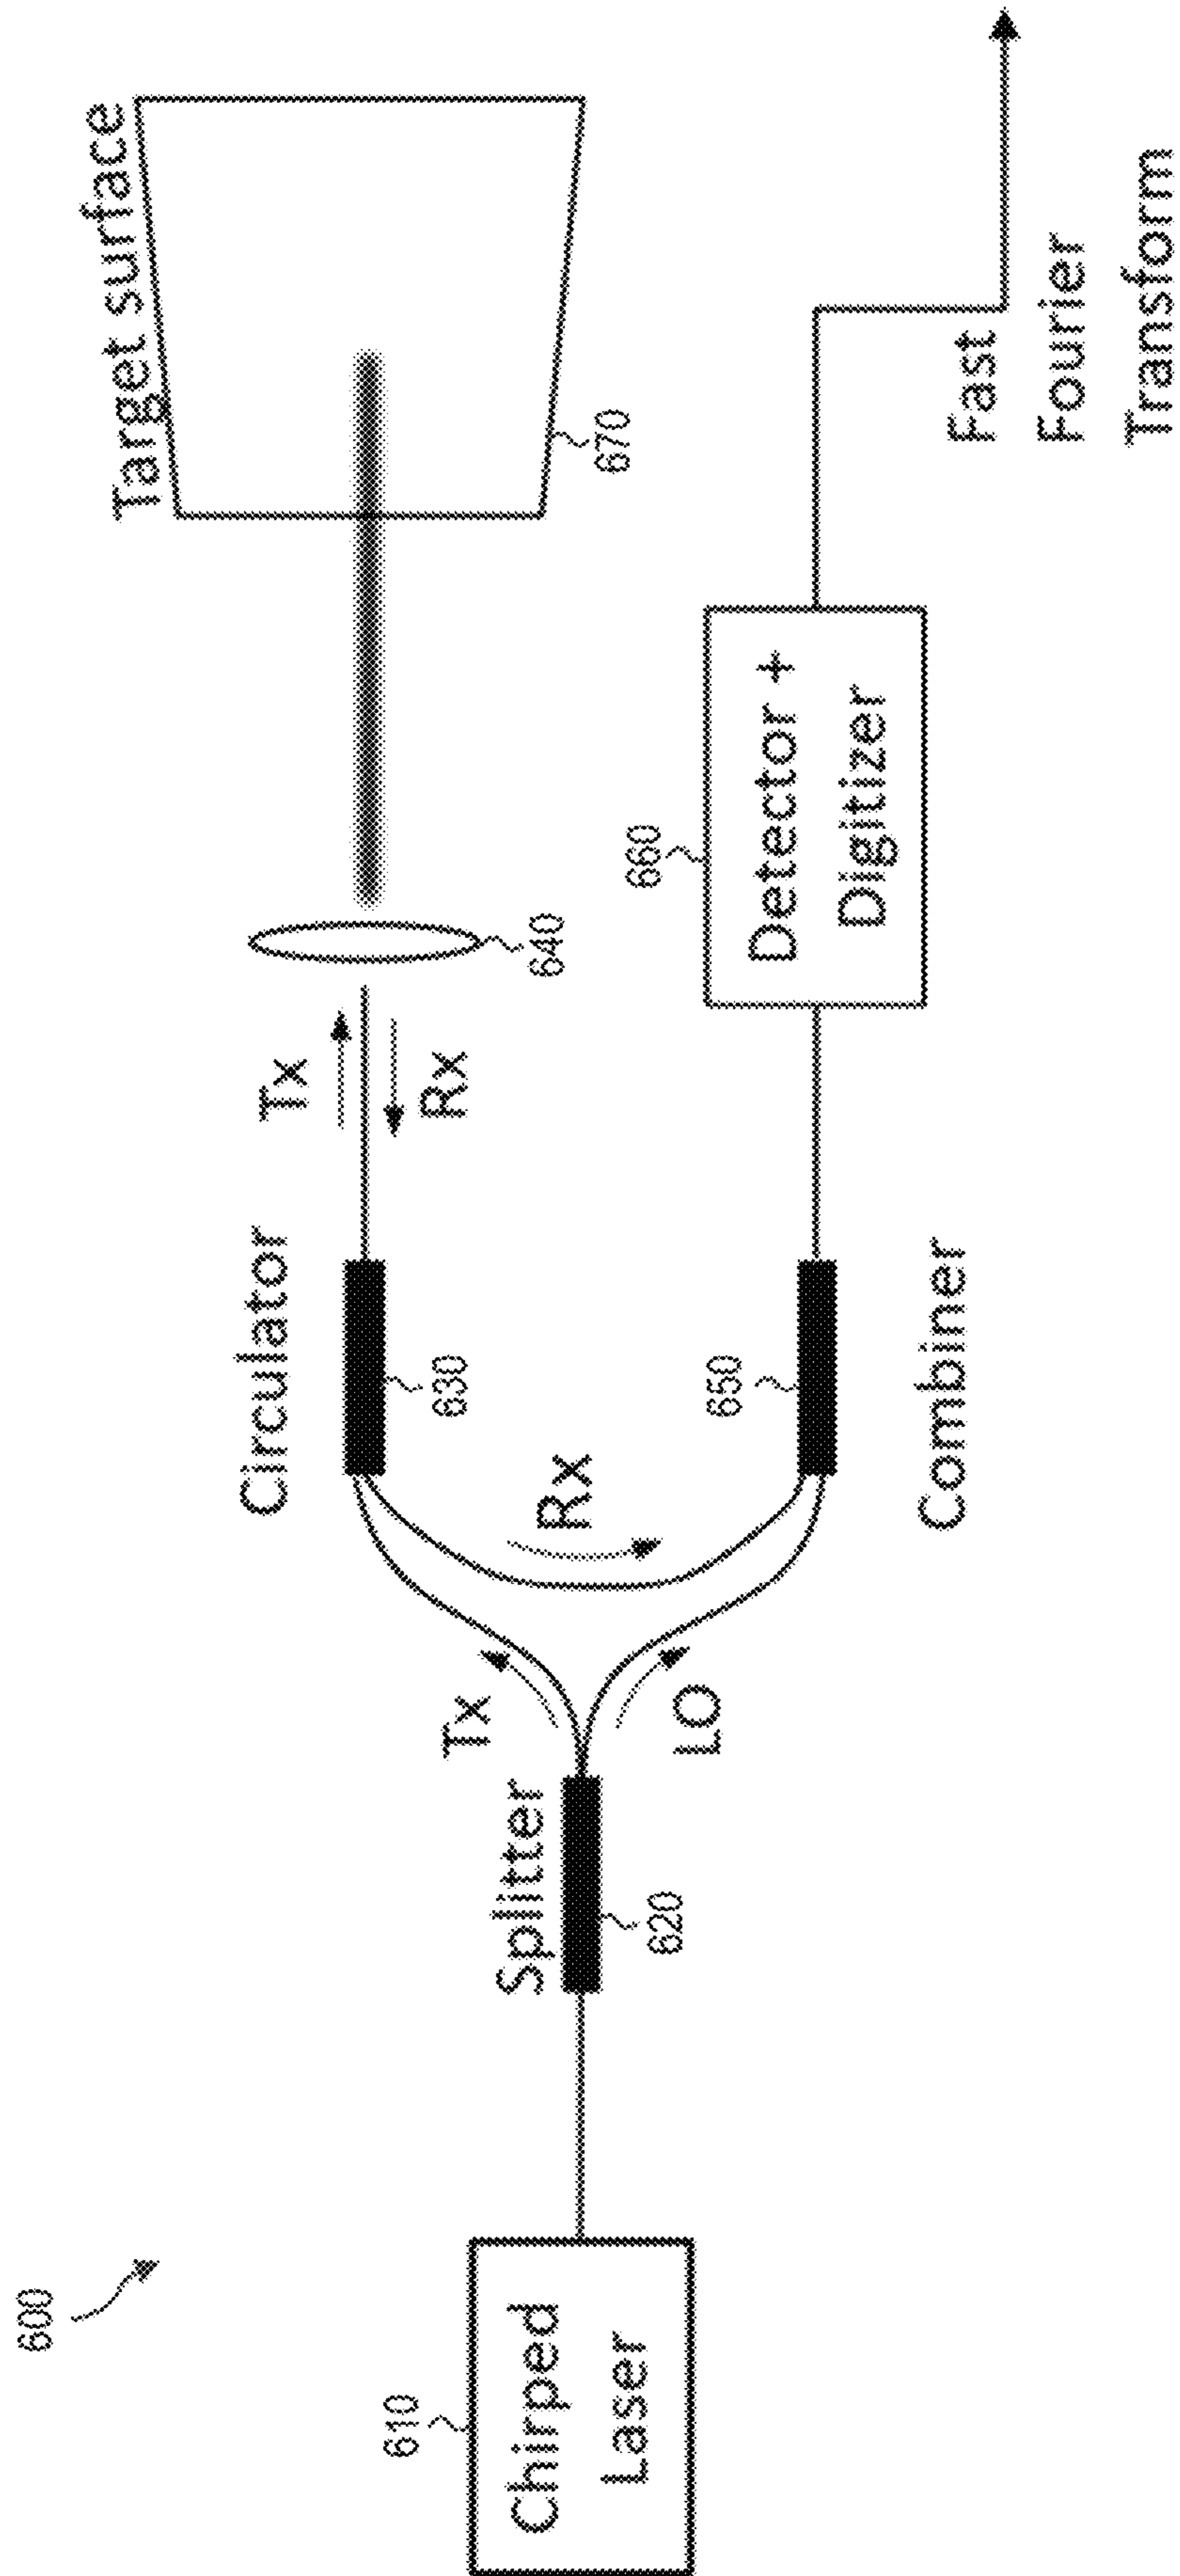 600
610
Chirped
Laser
Splitter
620
Tx
LO
Rx
Circulator
630
650
Combiner
Tx
Rx
640
Target surface
670
660
Detector +
Digitizer
Fast
Fourier
Transform